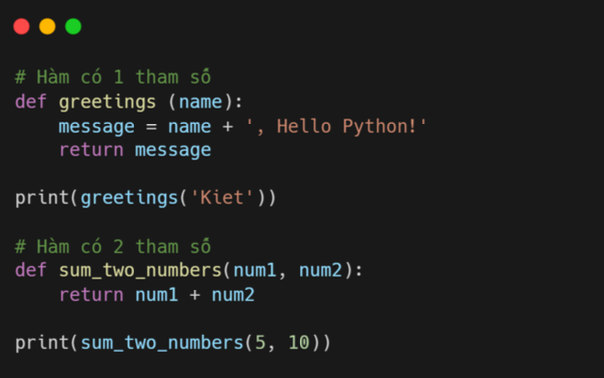 # Hàm có 1 tham số
def greetings (name):
    message = name + ', Hello Python!'
    return message
print(greetings('Kiet'))
# Hàm có 2 tham số
def sum_two_numbers(num1, num2):
    return num1 + num2
print(sum_two_numbers(5, 10))